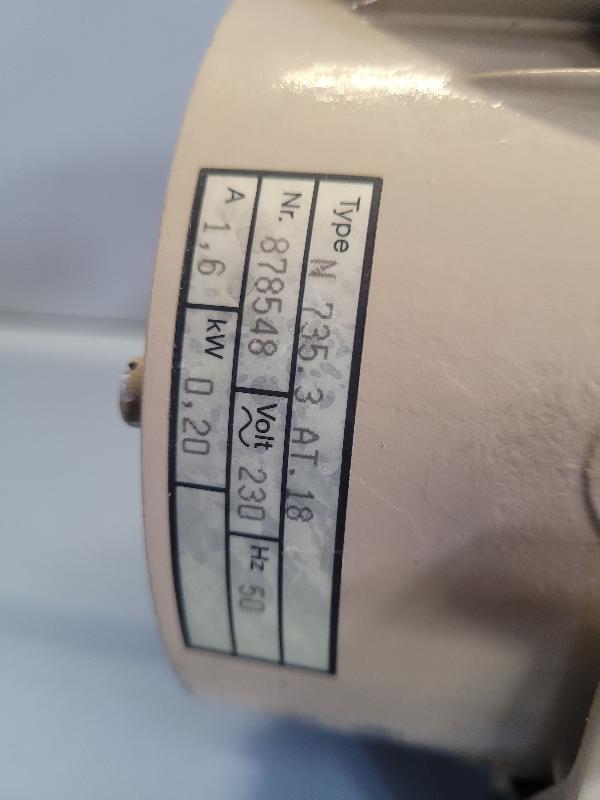 Type N 735.3 AT.18
Nr. 878548 Volt 230 Hz 50
A 1,6 kW 0,20